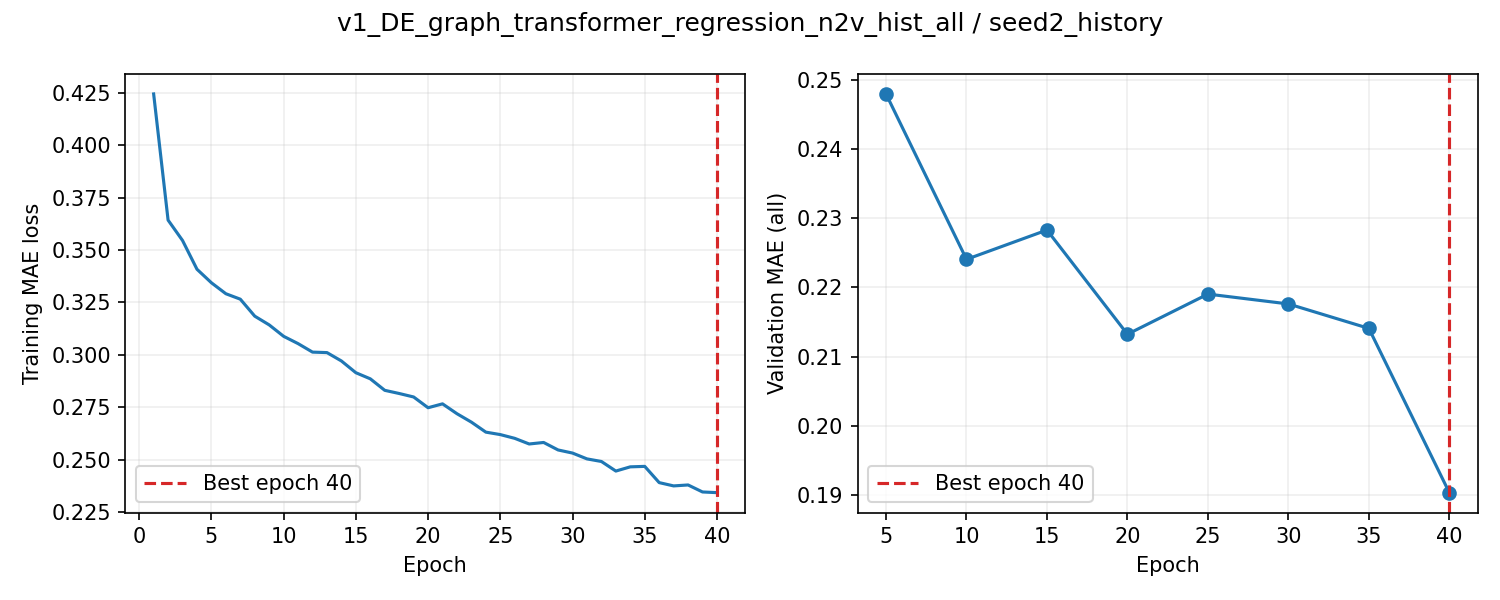 v1_DE_graph_transformer_regression_n2v_hist_all / seed2_history
Training MAE loss
0.425
0.400
0.375
0.350
0.325
0.300
0.275
0.250
0.225
Best epoch 40
0 5 10 15 20 25 30 35 40
Epoch
Validation MAE (all)
0.25
0.24
0.23
0.22
0.21
0.20
0.19
Best epoch 40
5 10 15 20 25 30 35 40
Epoch